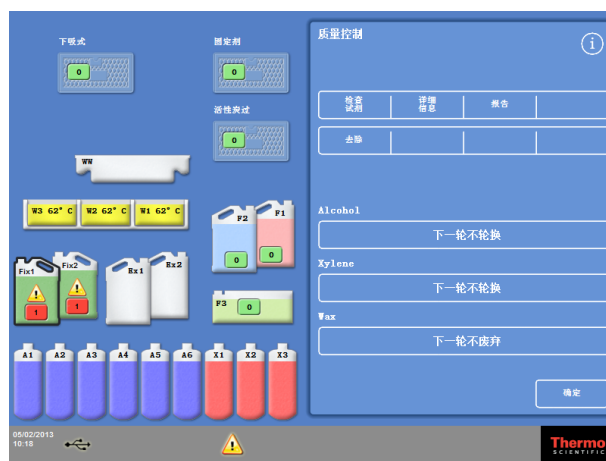 下吸式
固定剂
0
0
活性炭过
0
WW
W3 62° C
W2 62° C
W1 62° C
F2
F1
0
0
Fix1
Fix2
1
1
Ex1
Ex2
F3
0
A1
A2
A3
A4
A5
A6
X1
X2
X3
质量控制
i
检查
试剂
详细
信息
报告
去除
Alcohol
下一轮不轮换
Xylene
下一轮不轮换
Wax
下一轮不废弃
确定
05/02/2013
10:18
Thermo
SCIENTIFIC